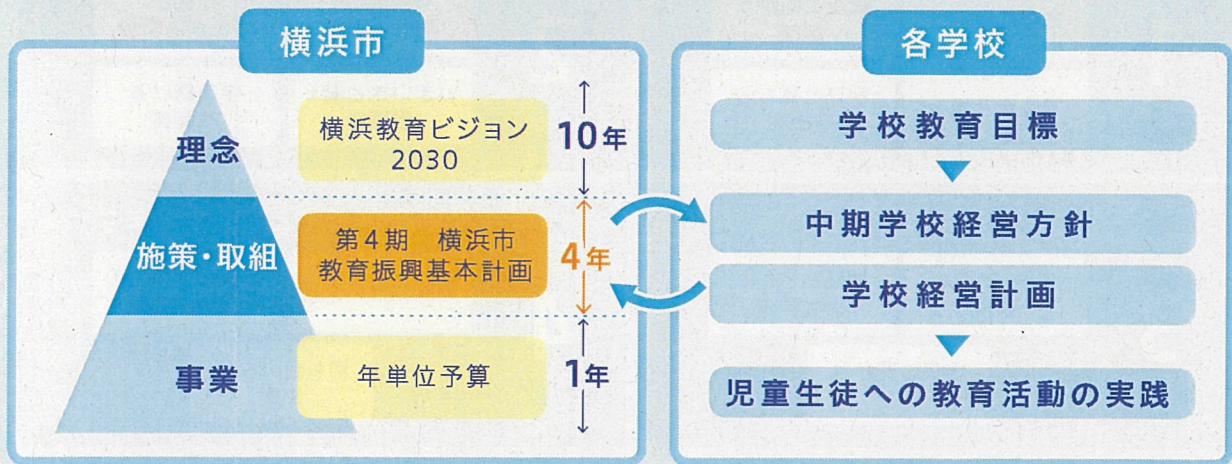 横浜市
理念
横浜教育ビジョン
2030
10年
施策・取組
第4期 横浜市
教育振興基本計画
4年
事業
年単位予算
1年
各学校
学校教育目標
中期学校経営方針
学校経営計画
児童生徒への教育活動の実践